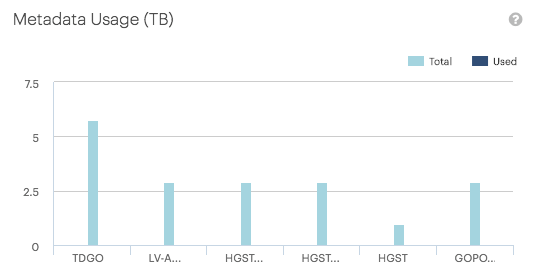 Metadata Usage (TB)
?
Total Used
7.5
5
2.5
0
TDGO LV-A... HGST... HGST... HGST GOPO...